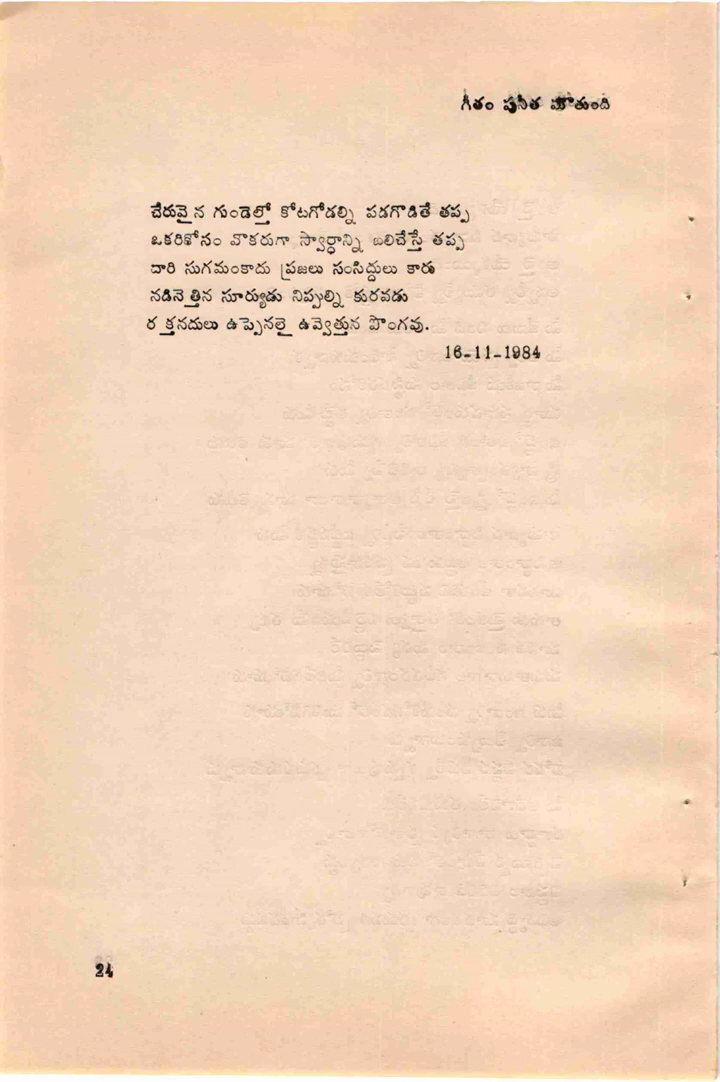 గీతం పునీత మౌతుంది
చేరువైన గుండెల్తో కోటగోడల్ని పడగొడితే తప్ప
ఒకరికోసం వొకరుగా స్వార్థాన్ని బలిచేస్తే తప్ప
దారి సుగమంకాదు ప్రజలు సంసిద్దులు కారు
నడినెత్తిన సూర్యుడు నిప్పుల్ని కురవడు
రక్తనదులు ఉప్పెనలై ఉవ్వెత్తున పొంగవు.
16-11-1984
24